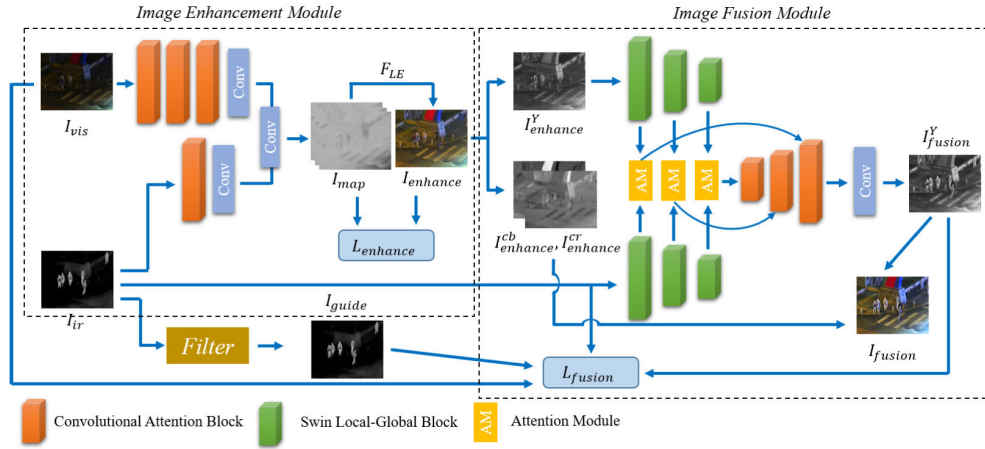 Image Enhancement Module
Image Fusion Module
I_vis
Conv
Conv
Conv
F_LE
I_map
I_enhance
L_enhance
I_ir
I_guide
Filter
I^Y_enhance
I^cb_enhance, I^cr_enhance
AM
AM
AM
Conv
I^Y_fusion
I_fusion
L_fusion
Convolutional Attention Block
Swin Local-Global Block
AM
Attention Module